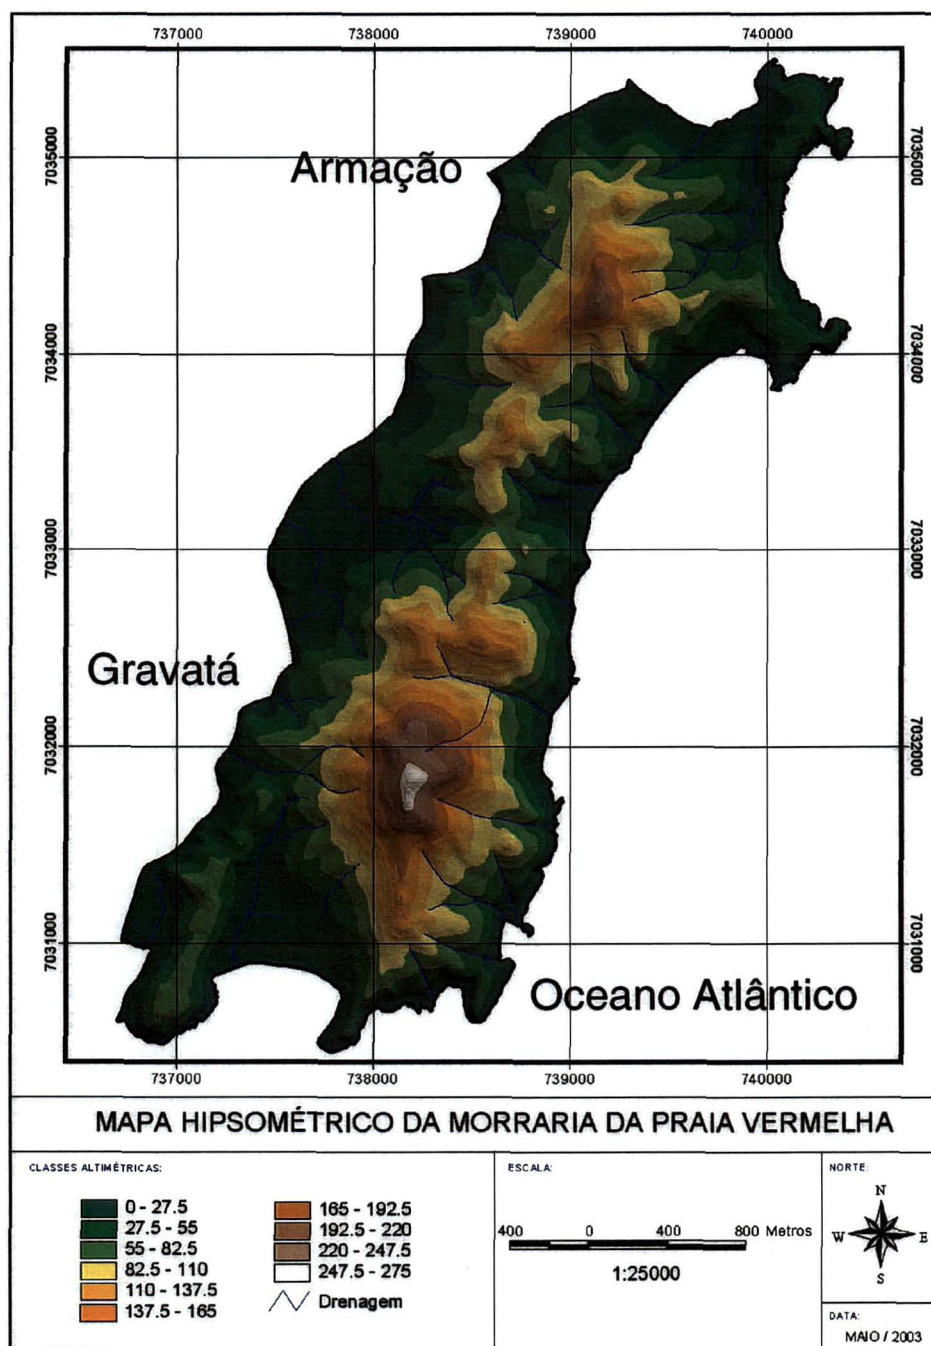 737000 738000 739000 740000
7035000 7035000
Armação
7034000 7034000
7033000 7033000
Gravatá
7032000 7032000
7031000 7031000
Oceano Atlântico
737000 738000 739000 740000
MAPA HIPSOMÉTRICO DA MORRARIA DA PRAIA VERMELHA
CLASSES ALTIMÉTRICAS:
0 - 27.5
27.5 - 55
55 - 82.5
82.5 - 110
110 - 137.5
137.5 - 165
165 - 192.5
192.5 - 220
220 - 247.5
247.5 - 275
Drenagem
ESCALA:
400 0 400 800 Metros
1:25000
NORTE:
N
W E
S
DATA:
MAIO / 2003